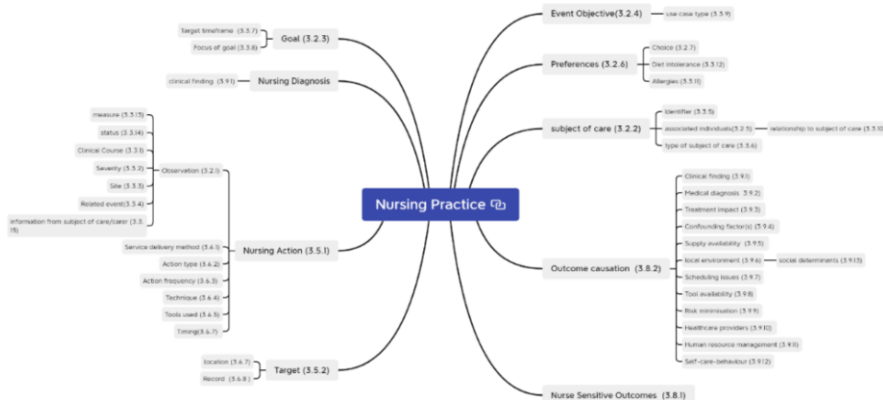 Nursing Practice
Goal (3.2.3)
Target timeframe (3.3.7)
Focus of goal (3.3.8)
Nursing Diagnosis
clinical finding (3.9.1)
Nursing Action (3.5.1)
Observation (3.2.1)
measure (3.3.13)
status (3.3.14)
Clinical Course (3.3.1)
Severity (3.3.2)
Site (3.3.3)
Related event(3.3.4)
information from subject of care/carer (3.3.
15)
Service delivery method (3.6.1)
Action type (3.6.2)
Action frequency (3.6.3)
Technique (3.6.4)
Tools used (3.6.5)
Timing(3.6.7)
Target (3.5.2)
location (3.6.7)
Record (3.6.8 )
Event Objective(3.2.4)
use case type (3.3.9)
Preferences (3.2.6)
Choice (3.2.7)
Diet intolerance (3.3.12)
Allergies (3.3.11)
subject of care (3.2.2)
Identifier (3.3.5)
associated individuals(3.2.5)
relationship to subject of care (3.3.10)
type of subject of care (3.3.6)
Outcome causation (3.8.2)
Clinical finding (3.9.1)
Medical diagnosis (3.9.2)
Treatment impact (3.9.3)
Confounding factor(s) (3.9.4)
Supply availability (3.9.5)
local environment (3.9.6)
social determinants (3.9.13)
Scheduling issues (3.9.7)
Tool availability (3.9.8)
Risk minimisation (3.9.9)
Healthcare providers (3.9.10)
Human resource management (3.9.11)
Self-care-behaviour (3.9.12)
Nurse Sensitive Outcomes (3.8.1)